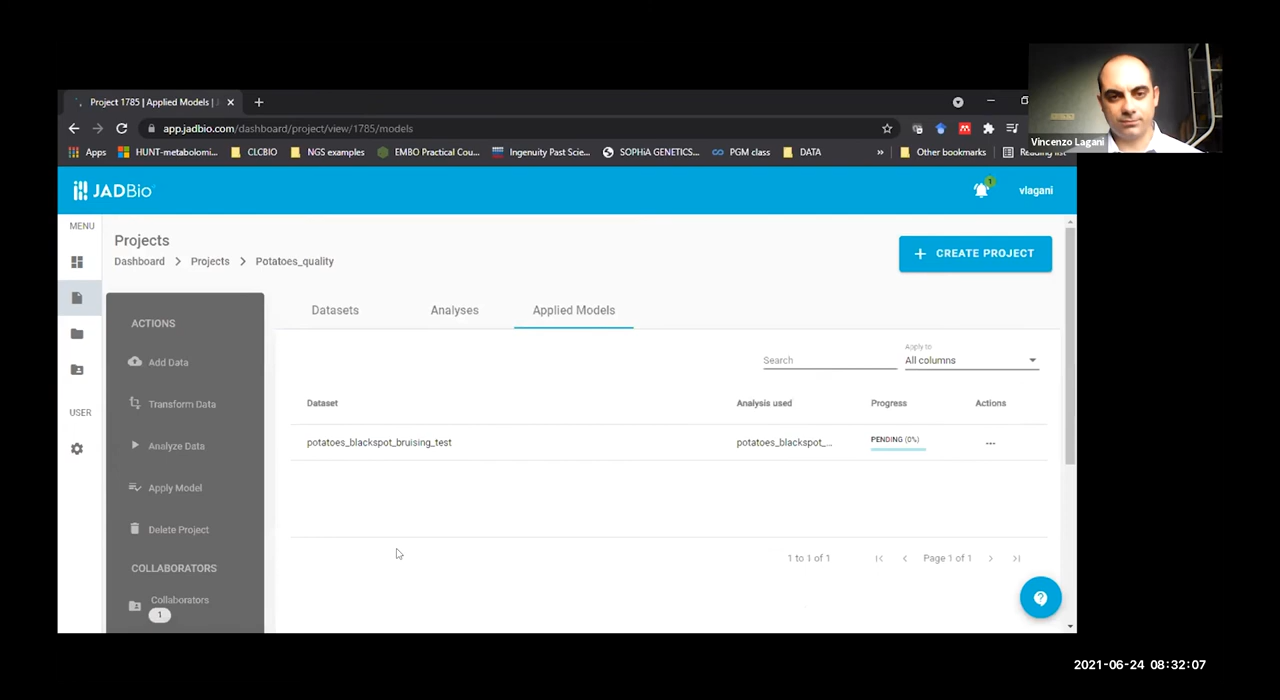 Project 1785 | Applied Models |
app.jadbio.com/dashboard/project/view/1785/models
Vincenzo Lagani
Apps HUNT-metabolomi... CLCBIO NGS examples EMBO Practical Cou... Ingenuity Past Scie... SOPHiA GENETICS... PGM class DATA » Other bookmarks Reading list
JADBIO
1
vlagani
MENU
Projects
Dashboard > Projects > Potatoes_quality
+ CREATE PROJECT
ACTIONS
Add Data
Transform Data
Analyze Data
Apply Model
Delete Project
COLLABORATORS
Collaborators
1
USER
Datasets Analyses Applied Models
Search
Apply to
All columns
Dataset Analysis used Progress Actions
potatoes_blackspot_bruising_test potatoes_blackspot_... PENDING (0%) ...
1 to 1 of 1 Page 1 of 1
2021-06-24 08:32:07